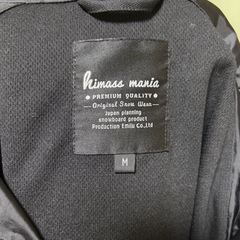 himass mania
● PREMIUM QUALITY ●
Original Snow Wear
Japan planning
snowboard product
Production Emilu Co.,Ltd
M